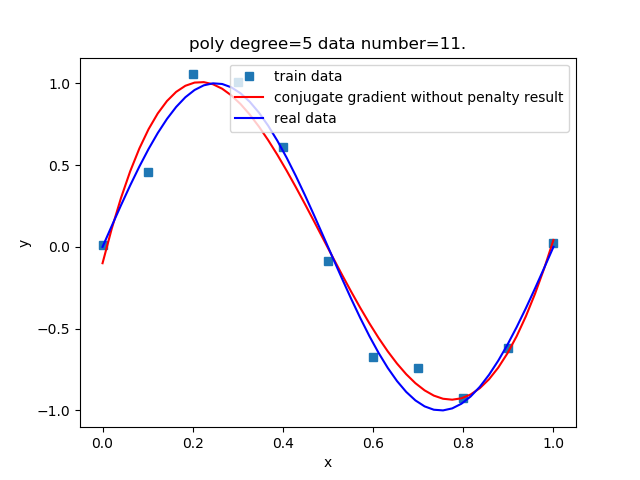 poly degree=5 data number=11.
train data
conjugate gradient without penalty result
real data
1.0
0.5
0.0
−0.5
−1.0
y
0.0 0.2 0.4 0.6 0.8 1.0
x